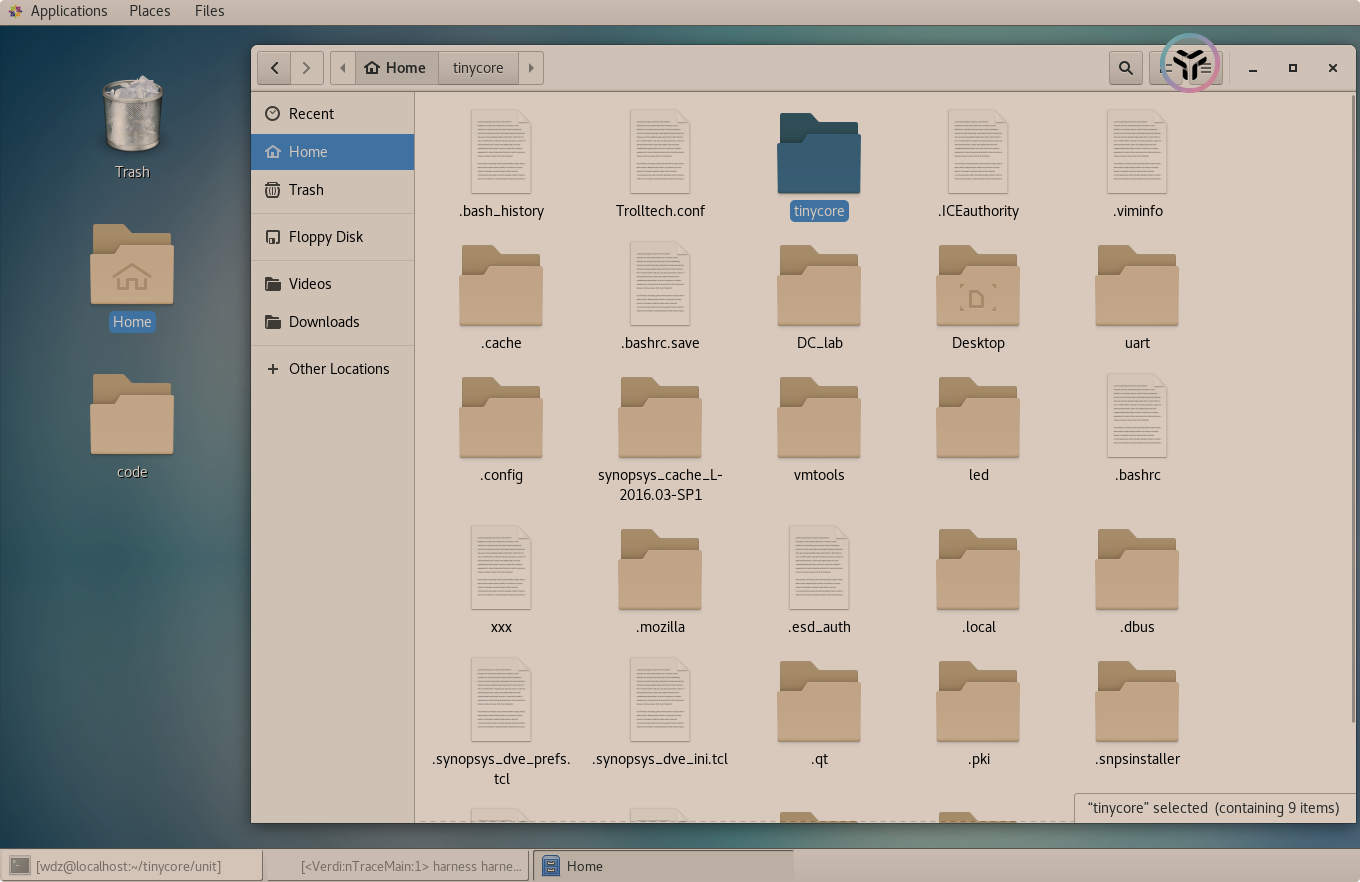 Applications Places Files
Home tinycore
Trash
Home
code
Recent
Home
Trash
Floppy Disk
Videos
Downloads
Other Locations
.bash_history Trolltech.conf tinycore .ICEauthority .viminfo
.cache .bashrc.save DC_lab Desktop uart
.config synopsys_cache_L- vmtools led .bashrc
2016.03-SP1
xxx .mozilla .esd_auth .local .dbus
.synopsys_dve_prefs. .synopsys_dve_ini.tcl .qt .pki .snpsinstaller
tcl
“tinycore” selected (containing 9 items)
[wdz@localhost:~/tinycore/unit] [<Verdi:nTraceMain:1> harness harne... Home